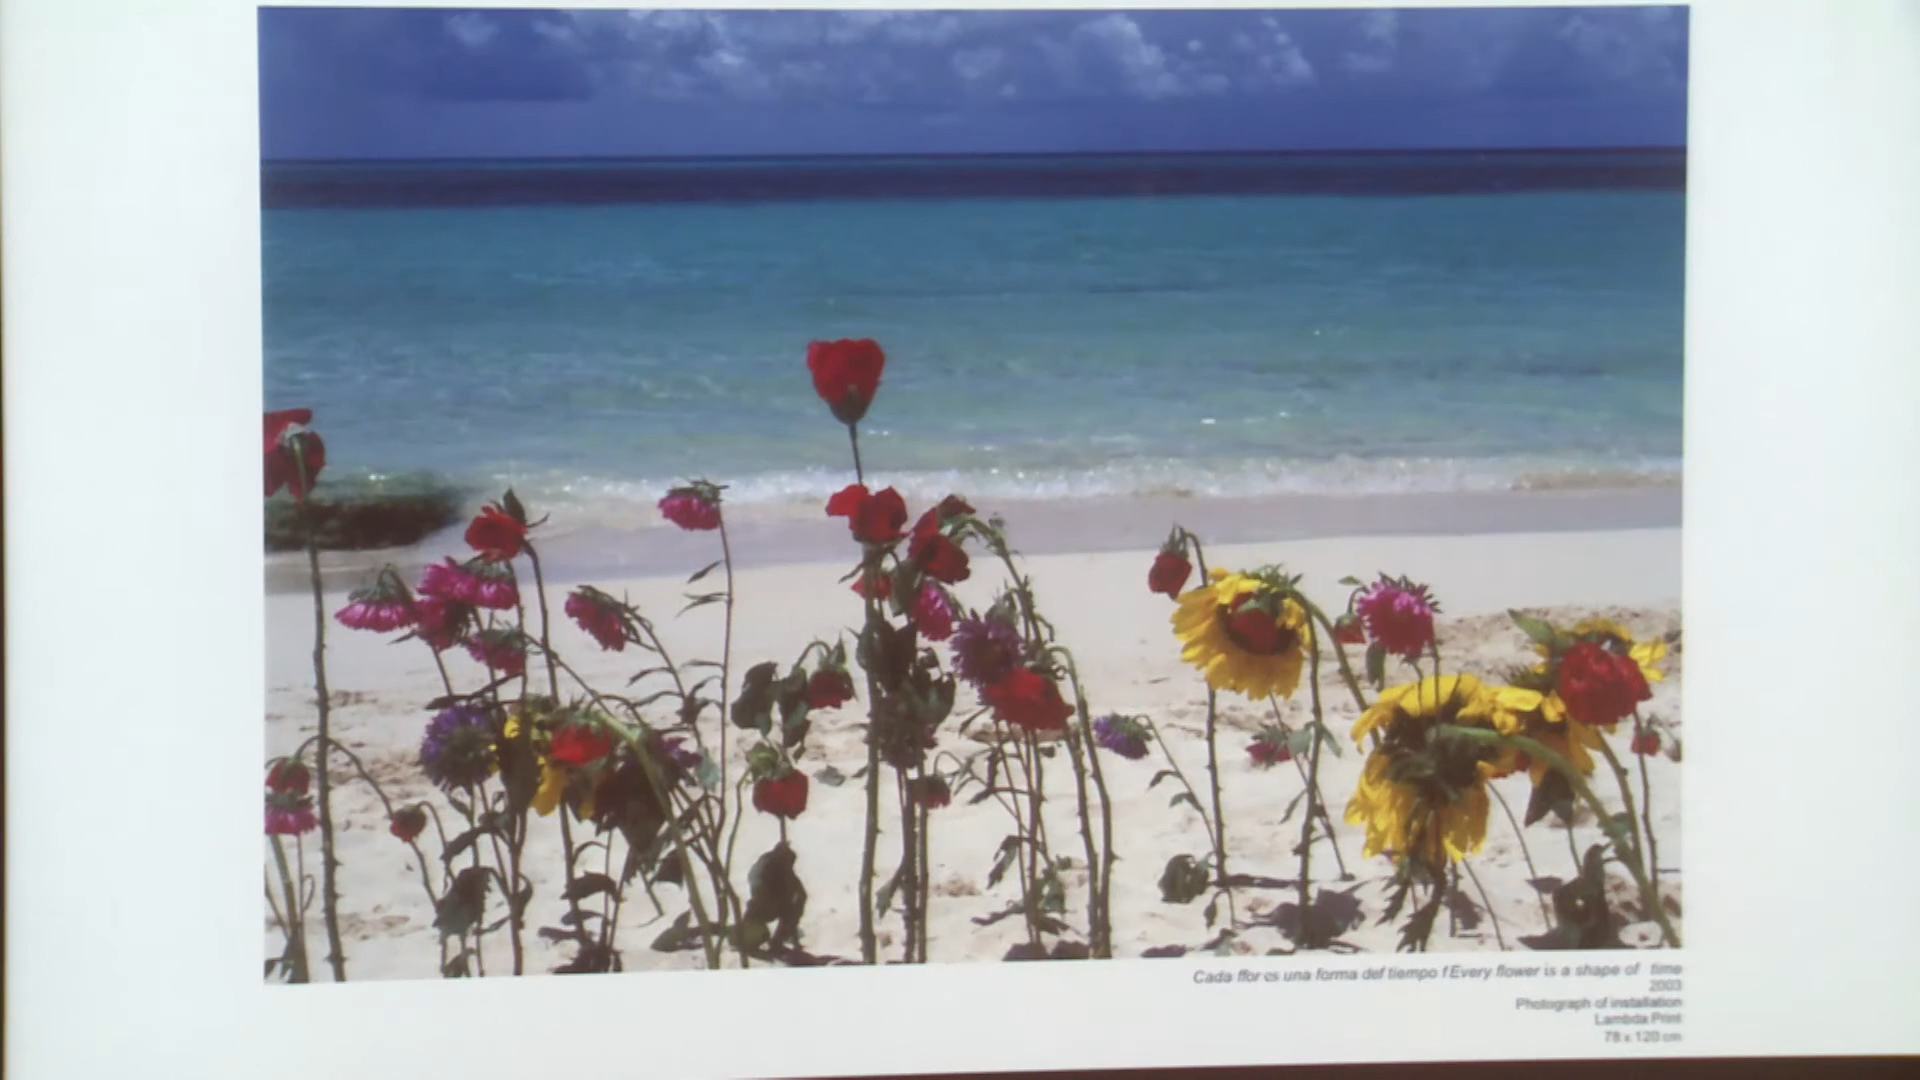 Cada flor es una forma del tiempo / Every flower is a shape of time
2003
Photograph of installation
Lambda Print
78 x 120 cm